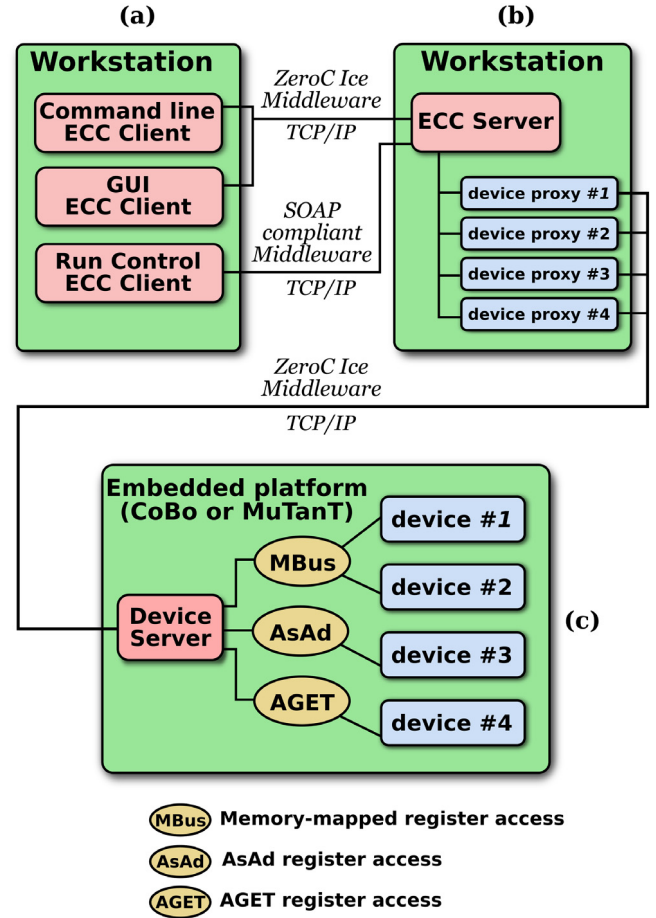 (a)
Workstation
Command line
ECC Client
GUI
ECC Client
Run Control
ECC Client
ZeroC Ice
Middleware
TCP/IP
SOAP
compliant
Middleware
TCP/IP
(b)
Workstation
ECC Server
device proxy #1
device proxy #2
device proxy #3
device proxy #4
ZeroC Ice
Middleware
TCP/IP
Embedded platform
(CoBo or MuTanT)
Device
Server
MBus
AsAd
AGET
device #1
device #2
device #3
device #4
(c)
MBus Memory-mapped register access
AsAd AsAd register access
AGET AGET register access